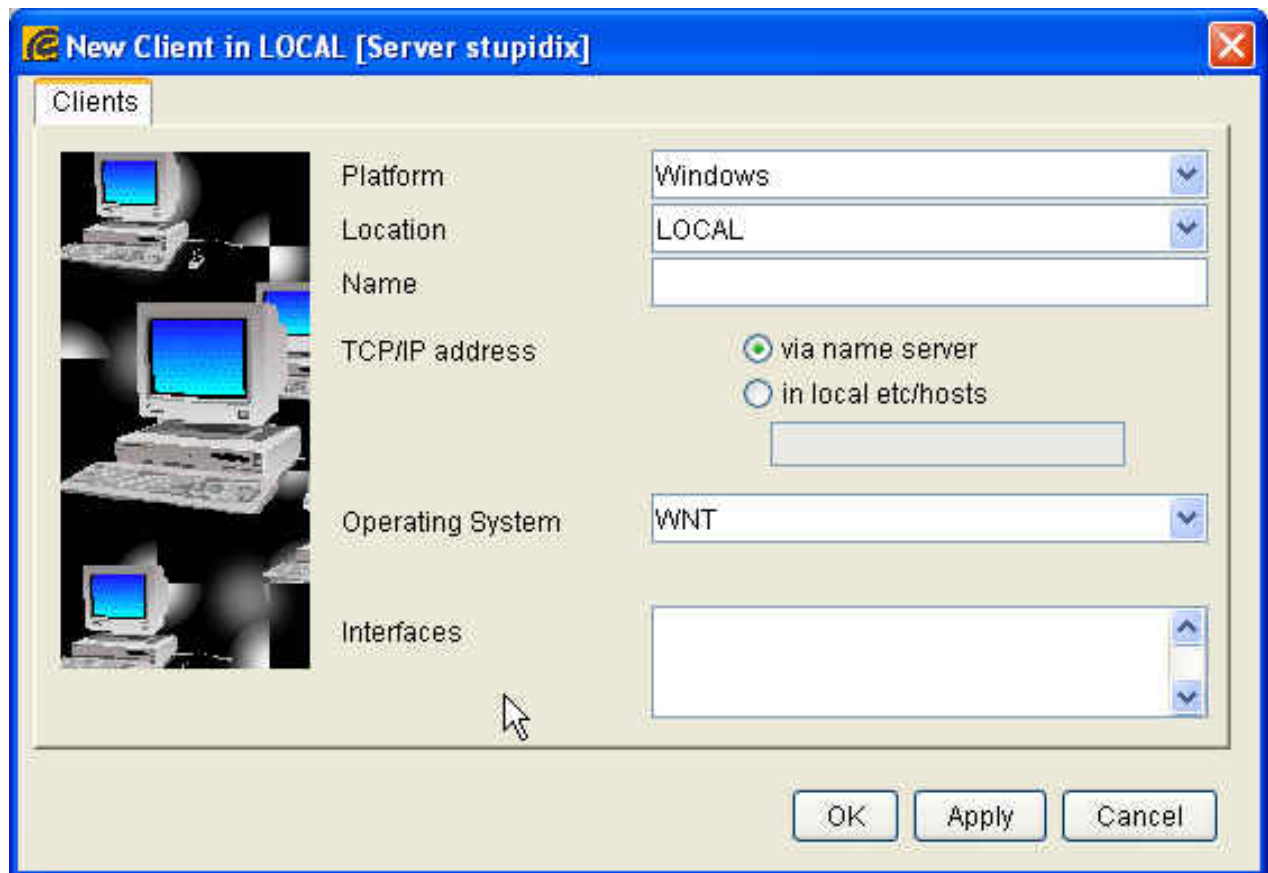 New Client in LOCAL [Server stupidix]
Clients
Platform Windows
Location LOCAL
Name
TCP/IP address via name server
in local etc/hosts
Operating System WNT
Interfaces
OK Apply Cancel